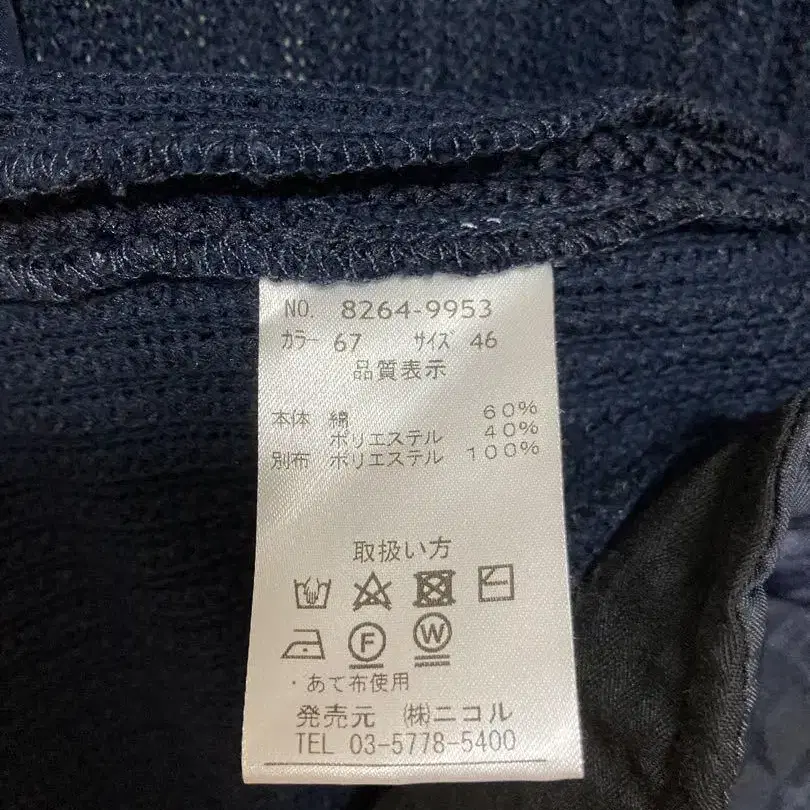 NO. 8264-9953
カラー 67 サイズ 46
品質表示
本体 綿 60%
ポリエステル 40%
別布 ポリエステル 100%
取扱い方
F W
・あて布使用
発売元 ㈱ニコル
TEL 03-5778-5400